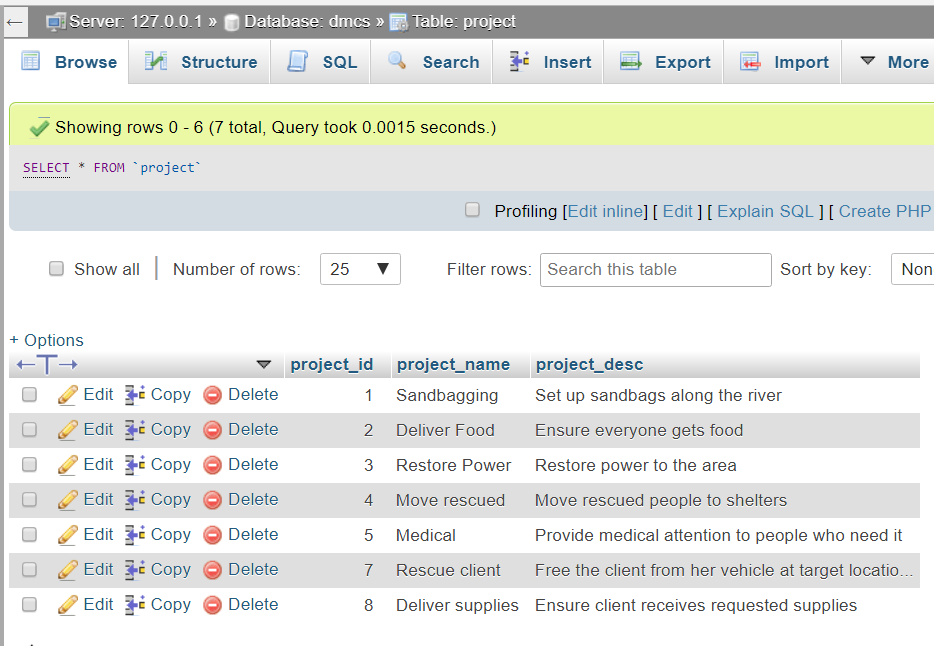 ← Server: 127.0.0.1 » Database: dmcs » Table: project
Browse Structure SQL Search Insert Export Import ▼ More
Showing rows 0 - 6 (7 total, Query took 0.0015 seconds.)
SELECT * FROM `project`
Profiling [Edit inline] [ Edit ] [ Explain SQL ] [ Create PHP
Show all | Number of rows: 25 ▼ Filter rows: Search this table Sort by key: Non
+ Options
←T→ ▼ project_id project_name project_desc
Edit Copy Delete 1 Sandbagging Set up sandbags along the river
Edit Copy Delete 2 Deliver Food Ensure everyone gets food
Edit Copy Delete 3 Restore Power Restore power to the area
Edit Copy Delete 4 Move rescued Move rescued people to shelters
Edit Copy Delete 5 Medical Provide medical attention to people who need it
Edit Copy Delete 7 Rescue client Free the client from her vehicle at target locatio...
Edit Copy Delete 8 Deliver supplies Ensure client receives requested supplies